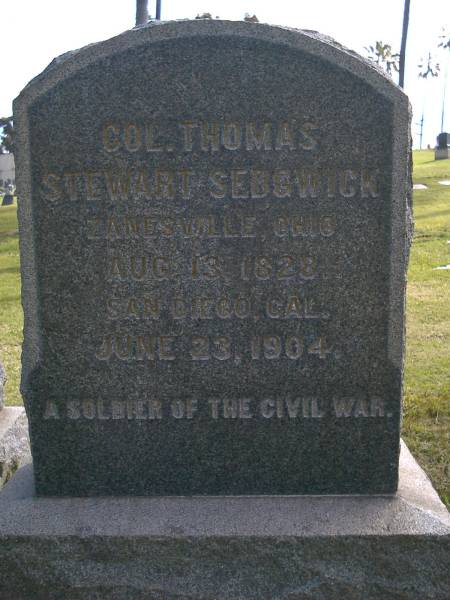 COL. THOMAS
STEWART SEDGWICK
ZANESVILLE, OHIO
AUG. 13, 1828.
SAN DIEGO, CAL.
JUNE 23, 1904.
A SOLDIER OF THE CIVIL WAR.